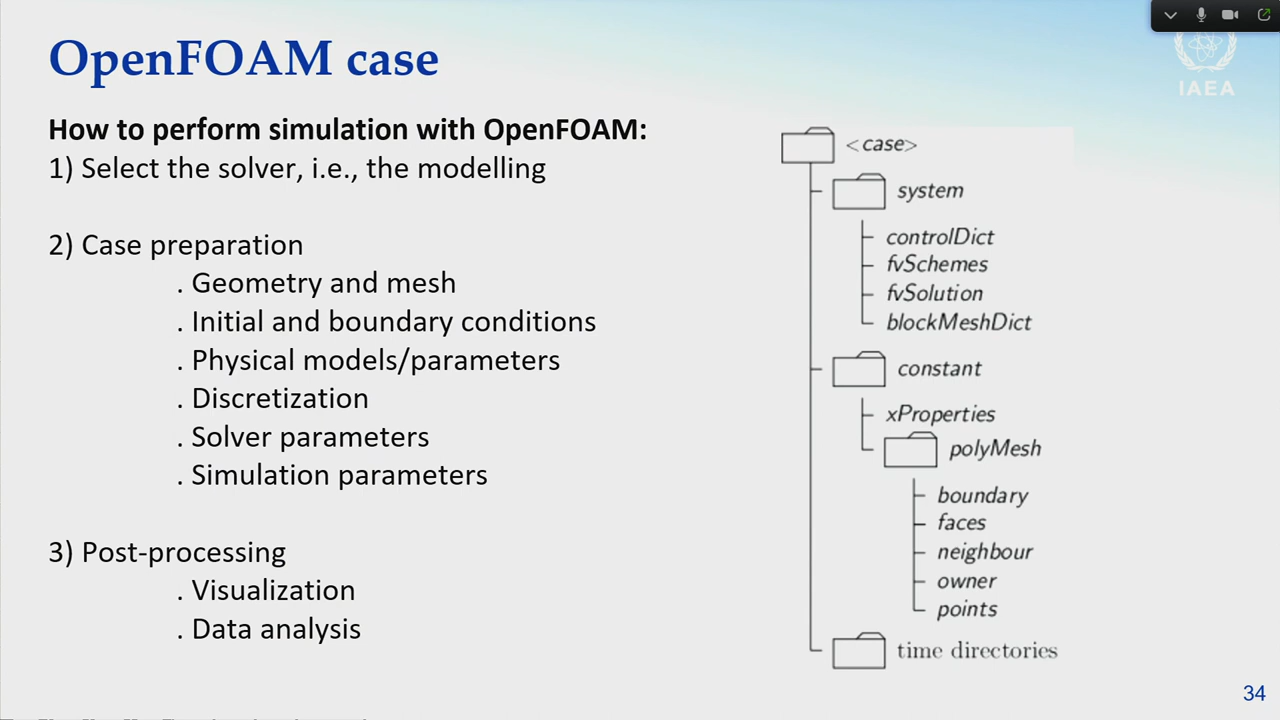 OpenFOAM case
IAEA
How to perform simulation with OpenFOAM:
1) Select the solver, i.e., the modelling
2) Case preparation
. Geometry and mesh
. Initial and boundary conditions
. Physical models/parameters
. Discretization
. Solver parameters
. Simulation parameters
3) Post-processing
. Visualization
. Data analysis
<case>
system
controlDict
fvSchemes
fvSolution
blockMeshDict
constant
xProperties
polyMesh
boundary
faces
neighbour
owner
points
time directories
34